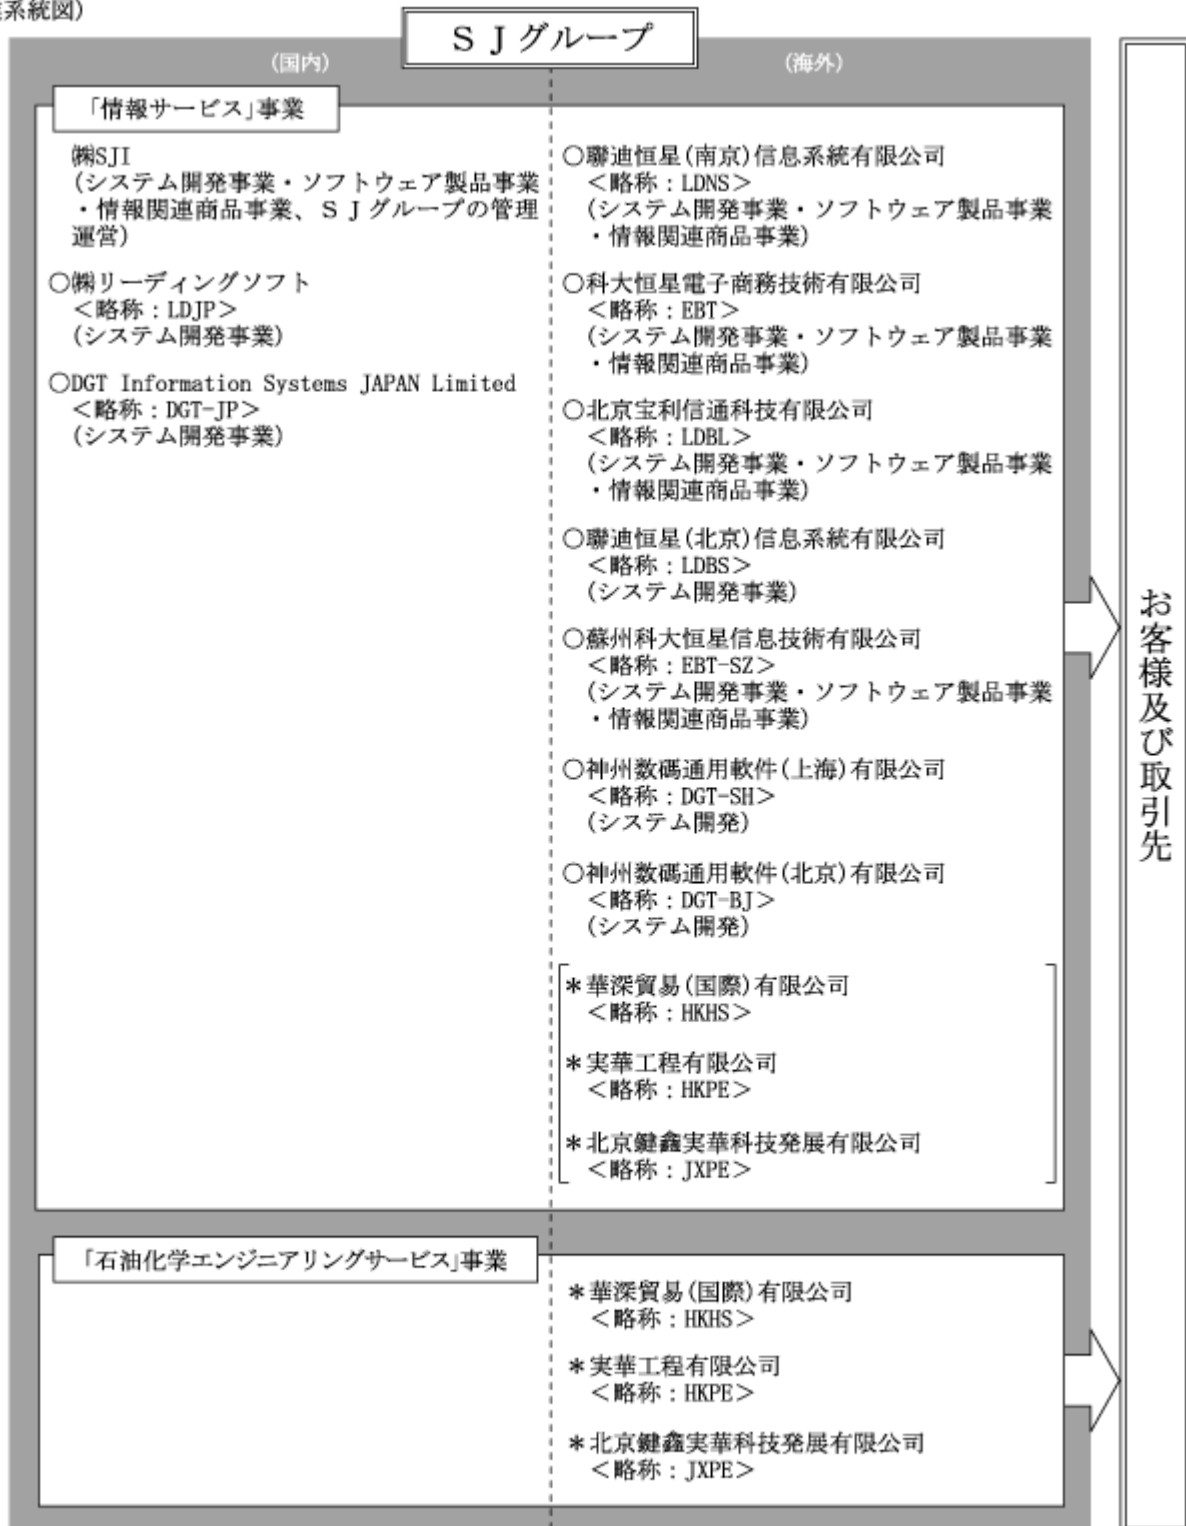 系統図)
ＳＪグループ
(国内)
(海外)
「情報サービス」事業
㈱SJI
(システム開発事業・ソフトウェア製品事業
・情報関連商品事業、ＳＪグループの管理
運営)
○㈱リーディングソフト
＜略称：LDJP＞
(システム開発事業)
○DGT Information Systems JAPAN Limited
＜略称：DGT-JP＞
(システム開発事業)
○聯迪恒星(南京)信息系統有限公司
＜略称：LDNS＞
(システム開発事業・ソフトウェア製品事業
・情報関連商品事業)
○科大恒星電子商務技術有限公司
＜略称：EBT＞
(システム開発事業・ソフトウェア製品事業
・情報関連商品事業)
○北京宝利信通科技有限公司
＜略称：LDBL＞
(システム開発事業・ソフトウェア製品事業
・情報関連商品事業)
○聯迪恒星(北京)信息系統有限公司
＜略称：LDBS＞
(システム開発事業)
○蘇州科大恒星信息技術有限公司
＜略称：EBT-SZ＞
(システム開発事業・ソフトウェア製品事業
・情報関連商品事業)
○神州数碼通用軟件(上海)有限公司
＜略称：DGT-SH＞
(システム開発)
○神州数碼通用軟件(北京)有限公司
＜略称：DGT-BJ＞
(システム開発)
＊華深貿易(国際)有限公司
＜略称：HKHS＞
＊実華工程有限公司
＜略称：HKPE＞
＊北京鍵鑫実華科技発展有限公司
＜略称：JXPE＞
「石油化学エンジニアリングサービス」事業
＊華深貿易(国際)有限公司
＜略称：HKHS＞
＊実華工程有限公司
＜略称：HKPE＞
＊北京鍵鑫実華科技発展有限公司
＜略称：JXPE＞
お客様及び取引先